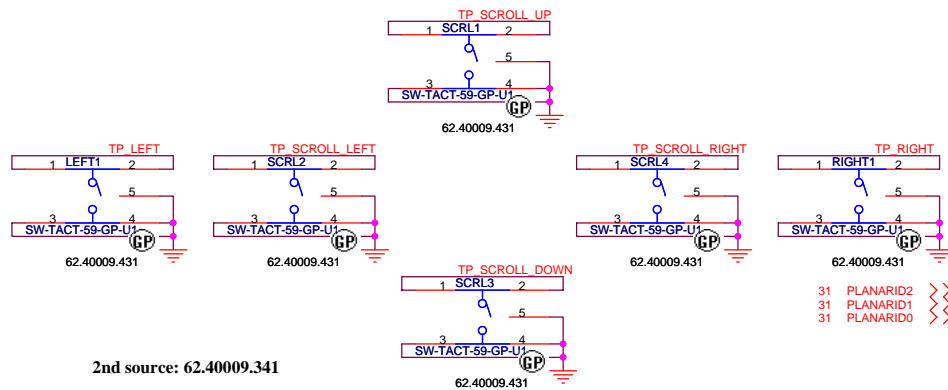 TP_SCROLL_UP
1 SCRL1 2
5
3 4
SW-TACT-59-GP-U1
GP
62.40009.431
TP_LEFT
1 LEFT1 2
5
3 4
SW-TACT-59-GP-U1
GP
62.40009.431
TP_SCROLL_LEFT
1 SCRL2 2
5
3 4
SW-TACT-59-GP-U1
GP
62.40009.431
TP_SCROLL_RIGHT
1 SCRL4 2
5
3 4
SW-TACT-59-GP-U1
GP
62.40009.431
TP_RIGHT
1 RIGHT1 2
5
3 4
SW-TACT-59-GP-U1
GP
62.40009.431
TP_SCROLL_DOWN
1 SCRL3 2
5
3 4
SW-TACT-59-GP-U1
GP
62.40009.431
31 PLANARID2
31 PLANARID1
31 PLANARID0
2nd source: 62.40009.341